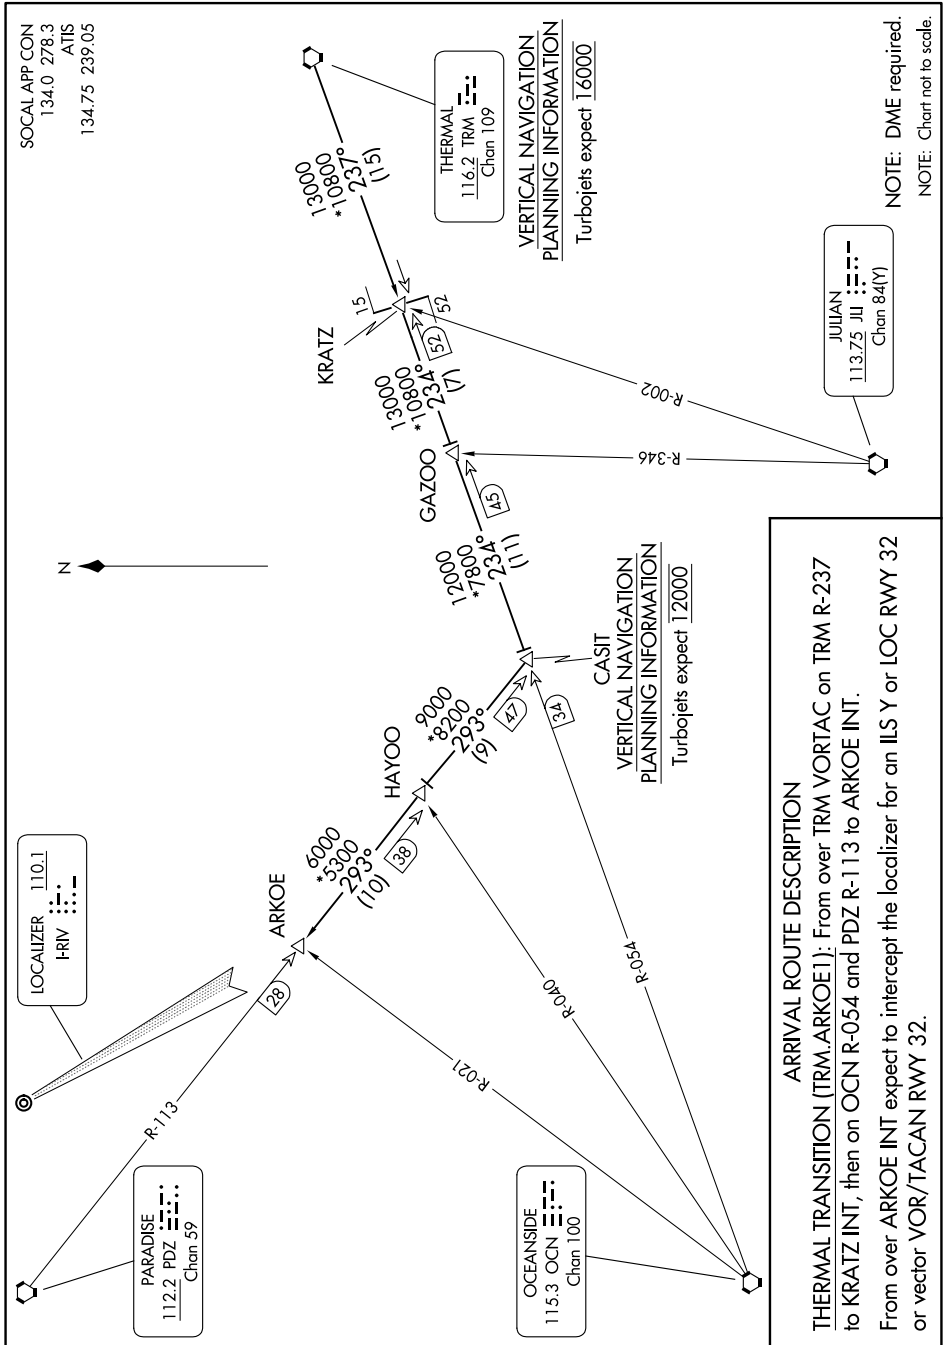 SOCAL APP CON
134.0 278.3
ATIS
134.75 239.05
N
LOCALIZER 110.1
I-RIV
PARADISE
112.2 PDZ
Chan 59
R-113
28
ARKOE
6000
*5300
293°
(10)
38
HAYOO
9000
*8200
293°
(9)
47
34
CASIT
VERTICAL NAVIGATION
PLANNING INFORMATION
Turbojets expect 12000
12000
*7800
234°
(11)
45
GAZOO
13000
*10800
234°
(7)
52
KRATZ
15
52
13000
*10800
237°
(15)
THERMAL
116.2 TRM
Chan 109
VERTICAL NAVIGATION
PLANNING INFORMATION
Turbojets expect 16000
R-021
R-040
R-054
R-346
R-002
OCEANSIDE
115.3 OCN
Chan 100
JULIAN
113.75 JLI
Chan 84(Y)
NOTE: DME required.
NOTE: Chart not to scale.
ARRIVAL ROUTE DESCRIPTION
THERMAL TRANSITION (TRM.ARKOE1): From over TRM VORTAC on TRM R-237
to KRATZ INT, then on OCN R-054 and PDZ R-113 to ARKOE INT.
From over ARKOE INT expect to intercept the localizer for an ILS Y or LOC RWY 32
or vector VOR/TACAN RWY 32.